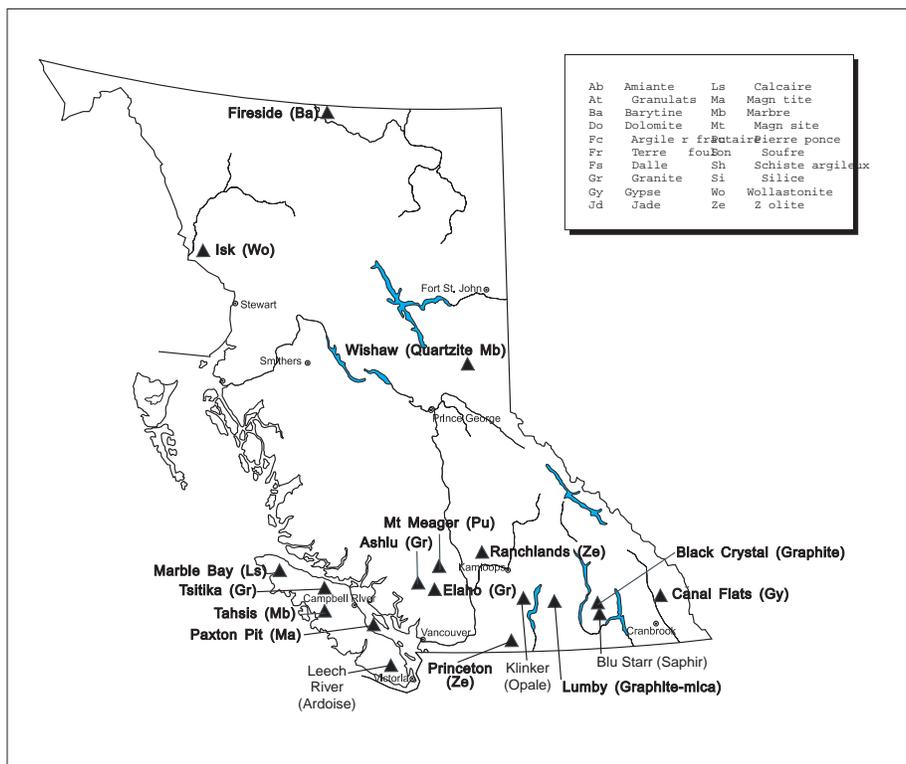 Ab Amiante Ls Calcaire
At Granulats Ma Magn tite
Ba Barytine Mb Marbre
Do Dolomite Mt Magn site
Fc Argile r fractaire Pierre ponce
Fr Terre foulon Soufre
Fs Dalle Sh Schiste argileux
Gr Granite Si Silice
Gy Gypse Wo Wollastonite
Jd Jade Ze Z olite
Fireside (Ba)
Isk (Wo)
Fort St. John
Stewart
Wishaw (Quartzite Mb)
Smithers
Prince George
Mt Meager (Pu)
Ashlu (Gr)
Ranchlands (Ze)
Black Crystal (Graphite)
Kamloops
Marble Bay (Ls)
Tsitika (Gr)
Elaho (Gr)
Canal Flats (Gy)
Campbell River
Tahsis (Mb)
Paxton Pit (Ma)
Vancouver
Cranbrook
Leech
River
(Ardoise)
Victoria
Princeton
(Ze)
Klinker
(Opale)
Blu Starr (Saphir)
Lumby (Graphite-mica)